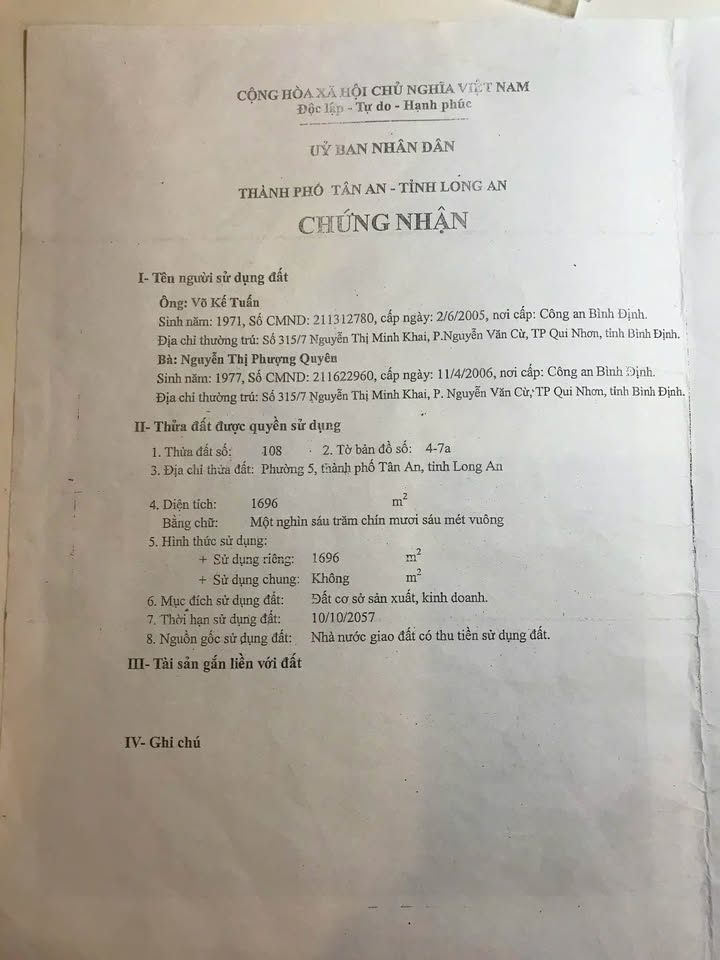 CỘNG HÒA XÃ HỘI CHỦ NGHĨA VIỆT NAM
Độc lập - Tự do - Hạnh phúc
UỶ BAN NHÂN DÂN
THÀNH PHỐ TÂN AN - TỈNH LONG AN
CHỨNG NHẬN
I- Tên người sử dụng đất
Ông: Võ Kế Tuấn
Sinh năm: 1971, Số CMND: 211312780, cấp ngày: 2/6/2005, nơi cấp: Công an Bình Định.
Địa chỉ thường trú: Số 315/7 Nguyễn Thị Minh Khai, P.Nguyễn Văn Cừ, TP Qui Nhơn, tỉnh Bình Định.
Bà: Nguyễn Thị Phượng Quyên
Sinh năm: 1977, Số CMND: 211622960, cấp ngày: 11/4/2006, nơi cấp: Công an Bình Định.
Địa chỉ thường trú: Số 315/7 Nguyễn Thị Minh Khai, P. Nguyễn Văn Cừ, TP Qui Nhơn, tỉnh Bình Định.
II- Thửa đất được quyền sử dụng
1. Thửa đất số: 108 2. Tờ bản đồ số: 4-7a
3. Địa chỉ thửa đất: Phường 5, thành phố Tân An, tỉnh Long An
4. Diện tích: 1696 m²
Bằng chữ: Một nghìn sáu trăm chín mươi sáu mét vuông
5. Hình thức sử dụng:
+ Sử dụng riêng: 1696 m²
+ Sử dụng chung: Không m²
6. Mục đích sử dụng đất: Đất cơ sở sản xuất, kinh doanh.
7. Thời hạn sử dụng đất: 10/10/2057
8. Nguồn gốc sử dụng đất: Nhà nước giao đất có thu tiền sử dụng đất.
III- Tài sản gắn liền với đất
IV- Ghi chú